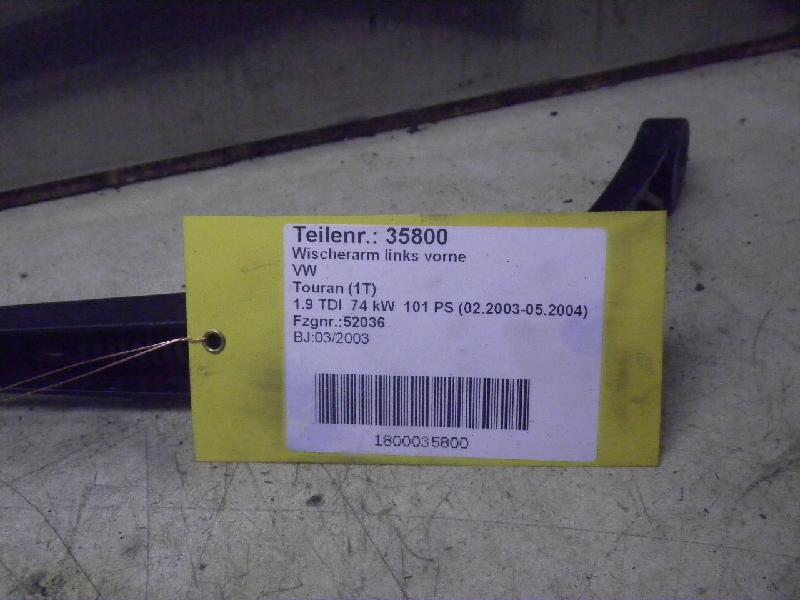 Teilenr.: 35800
Wischerarm links vorne
VW
Touran (1T)
1.9 TDI 74 kW 101 PS (02.2003-05.2004)
Fzgnr.:52036
BJ:03/2003
1800035800